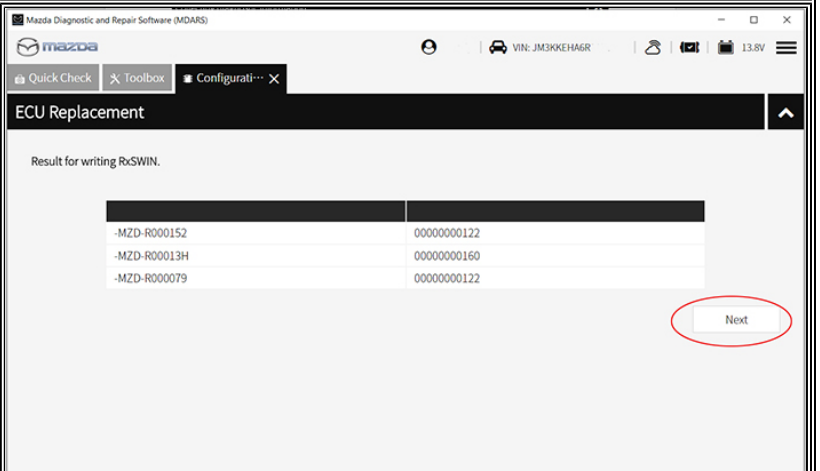 Mazda Diagnostic and Repair Software (MDARS)
mazda VIN: JM3KKEHA6R 13.8V
Quick Check Toolbox Configurati···
ECU Replacement
Result for writing RxSWIN.
-MZD-R000152 00000000122
-MZD-R00013H 00000000160
-MZD-R000079 00000000122
Next